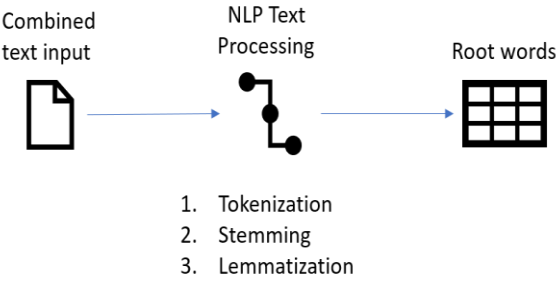 Combined
text input
NLP Text
Processing
Root words
1. Tokenization
2. Stemming
3. Lemmatization